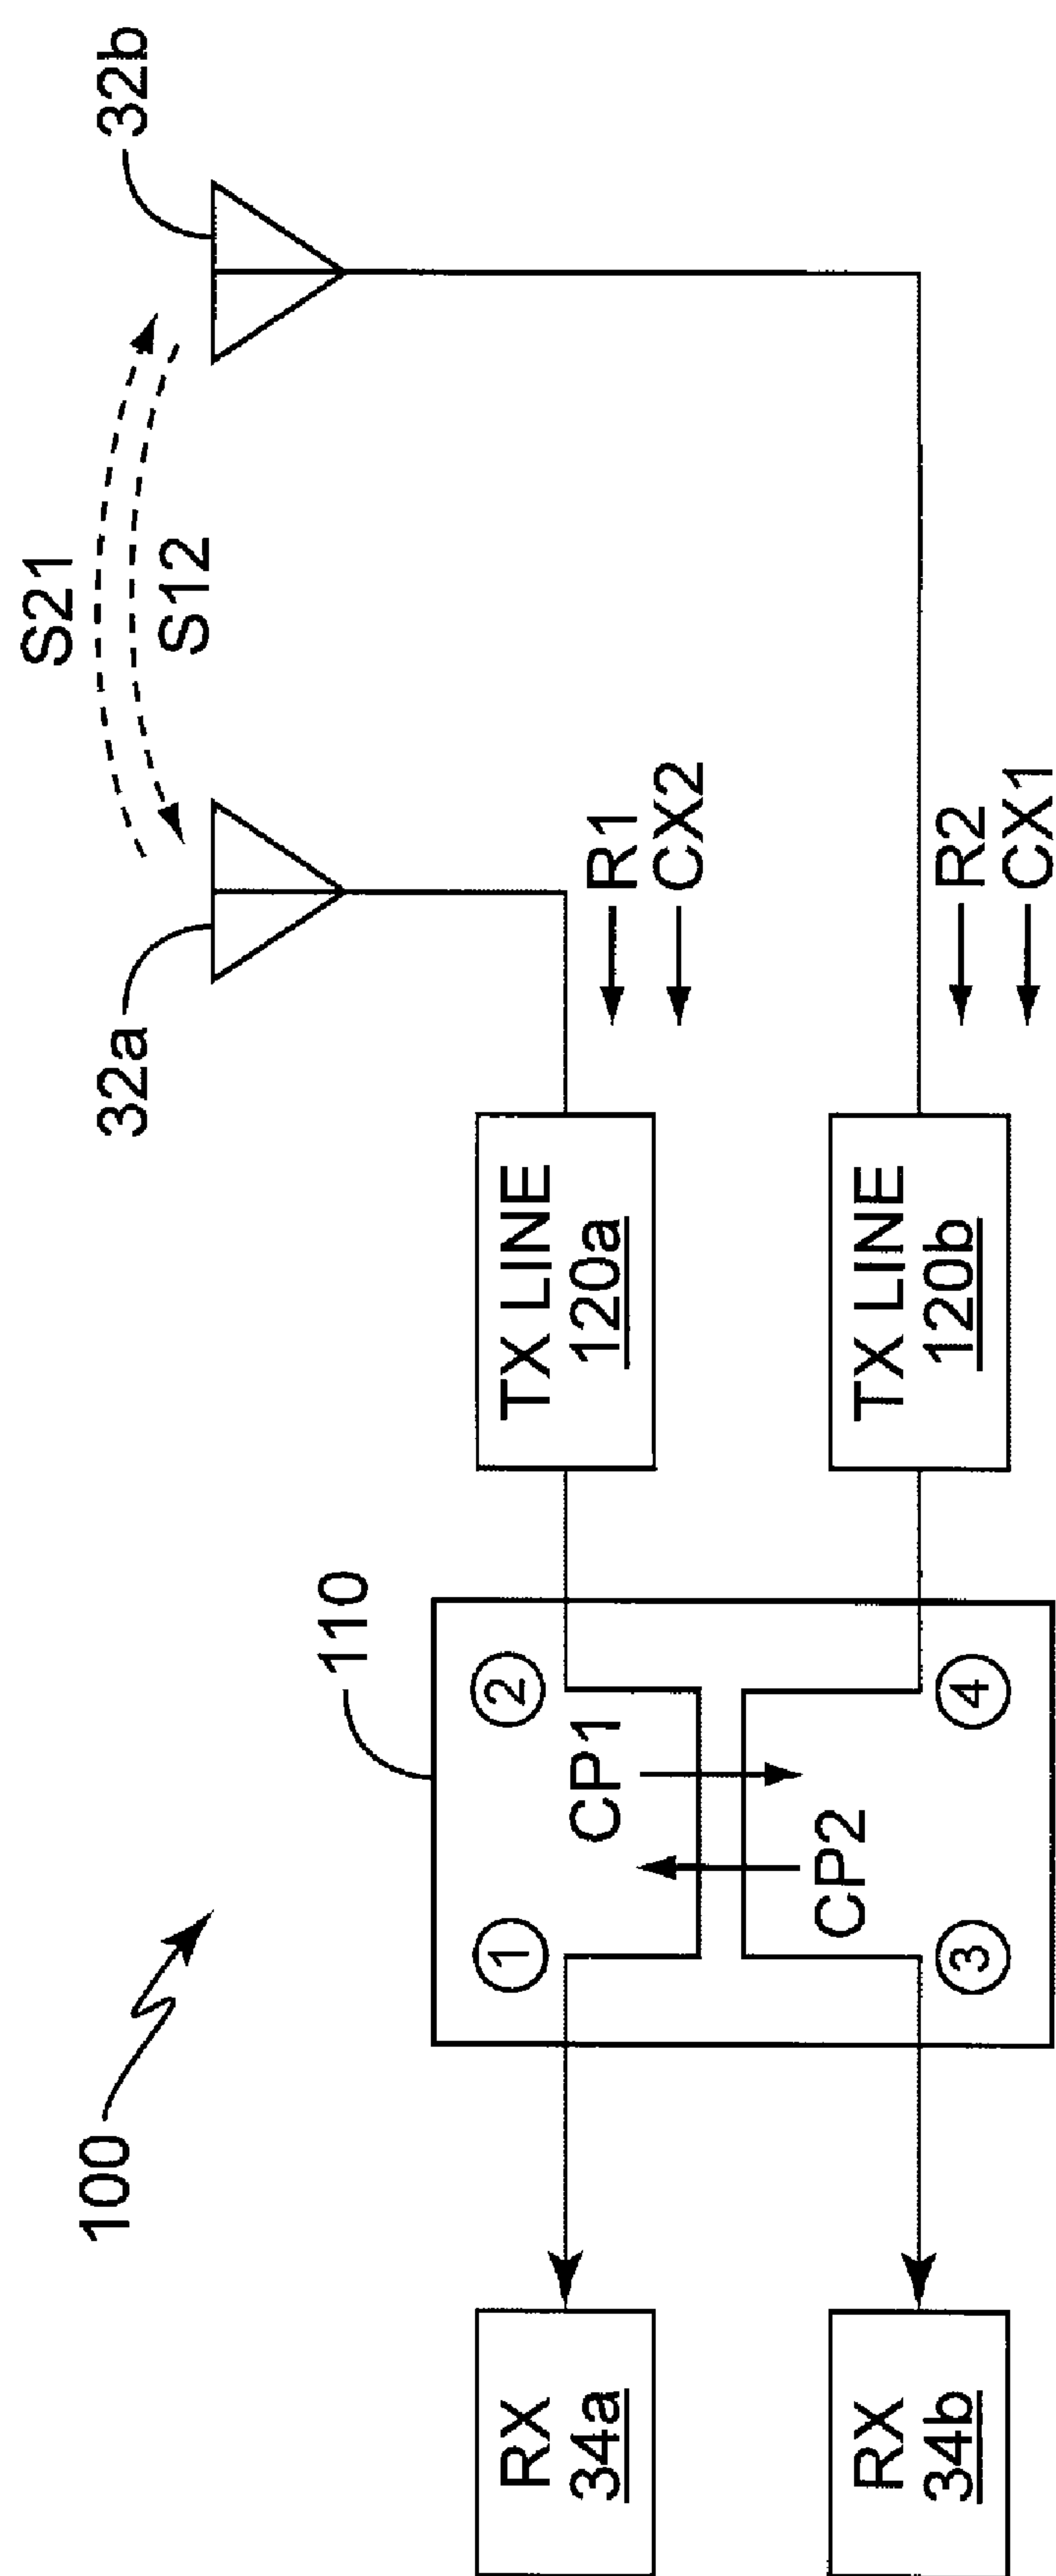 100
110
32a
32b
S21
S12
RX
34a
①
②
TX LINE
120a
R1
CX2
CP1
CP2
RX
34b
③
④
TX LINE
120b
R2
CX1